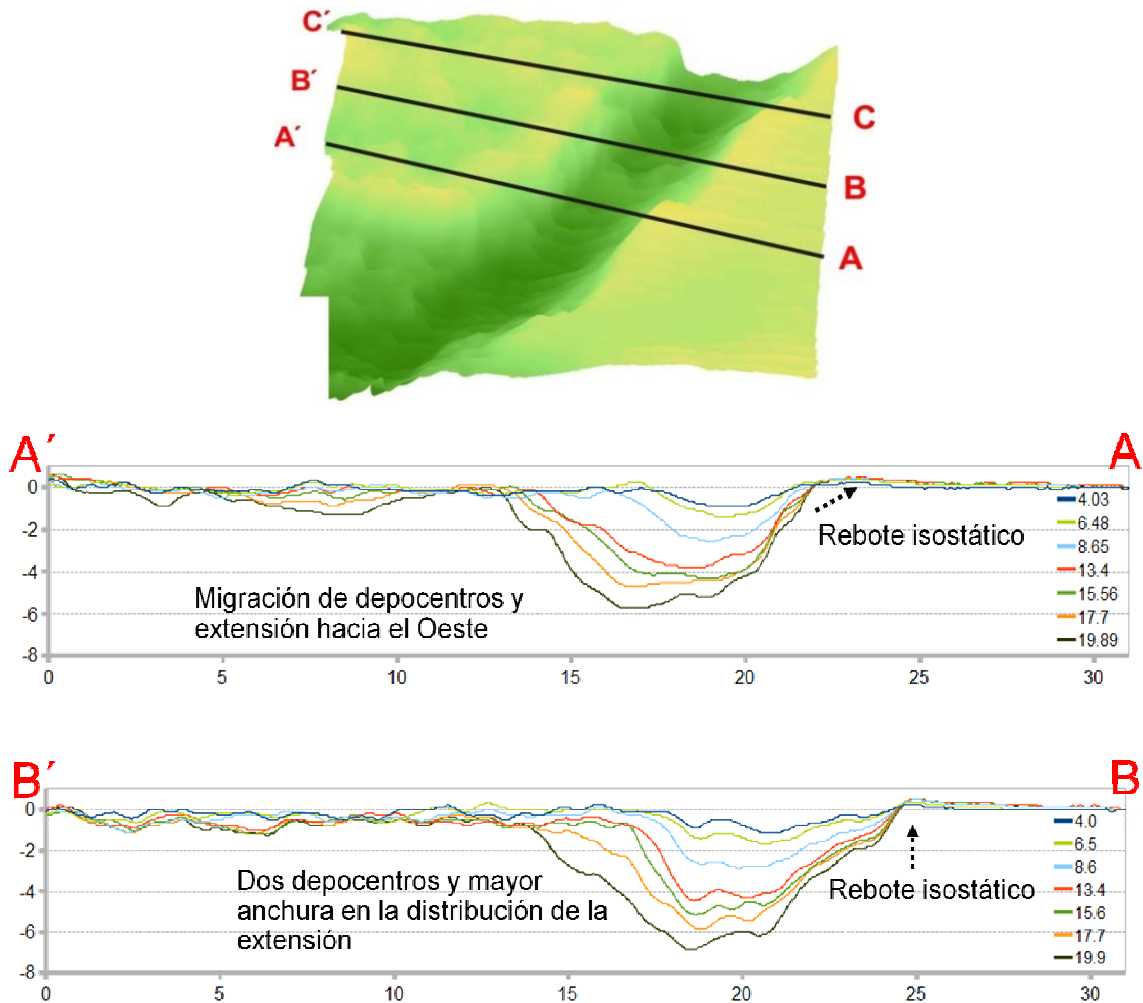 C´
B´
A´
C
B
A
A´
A
0
-2
-4
-6
-8
0
5
10
15
20
25
30
4.03
6.48
8.65
13.4
15.56
17.7
19.89
Rebote isostático
Migración de depocentros y
extensión hacia el Oeste
B´
B
0
-2
-4
-6
-8
0
5
10
15
20
25
30
4.0
6.5
8.6
13.4
15.6
17.7
19.9
Rebote isostático
Dos depocentros y mayor
anchura en la distribución de la
extensión